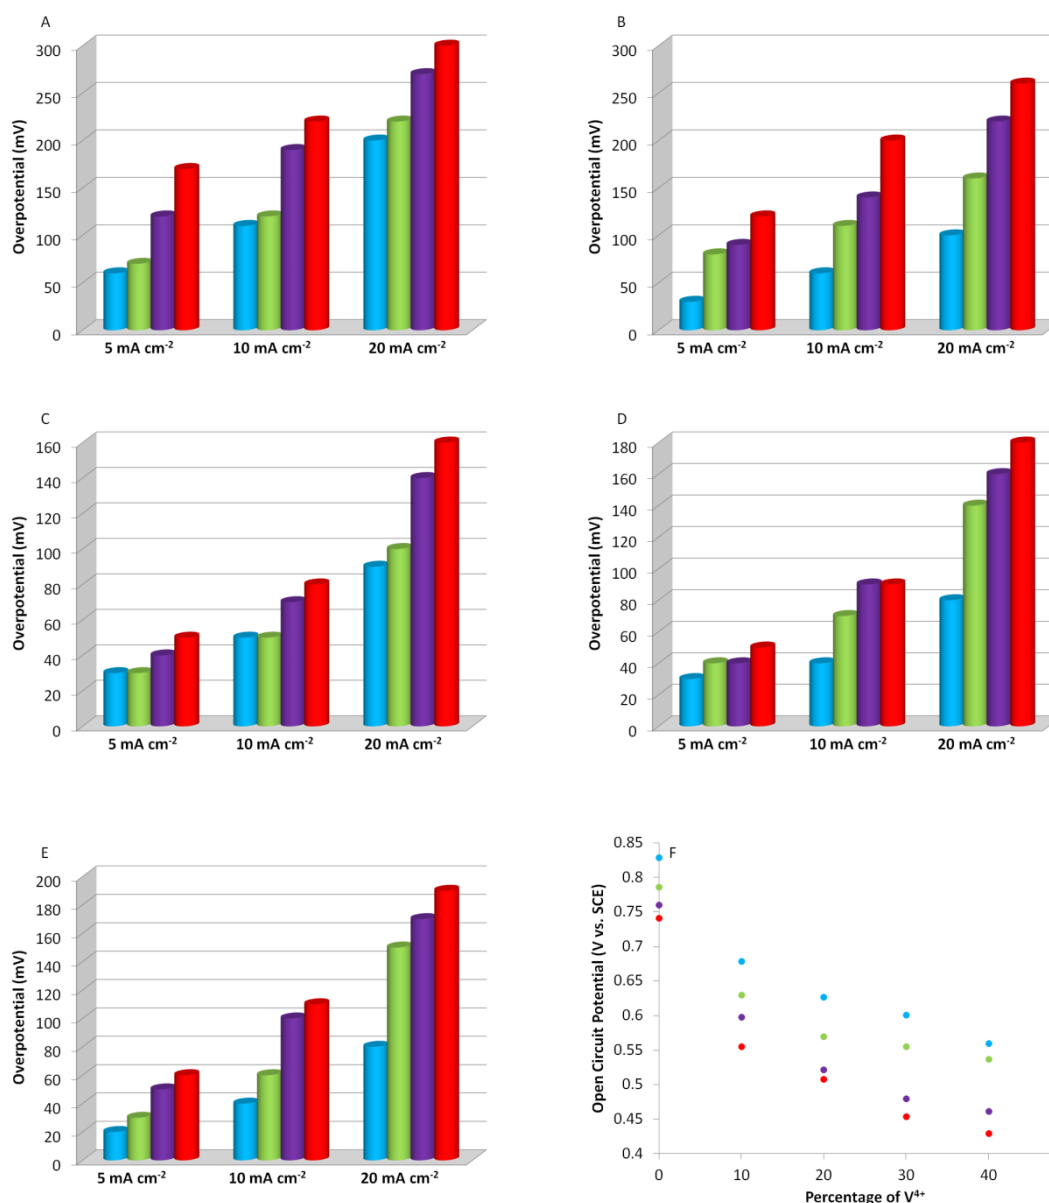 A
300
250
200
150
100
50
0
Overpotential (mV)
5 mA cm⁻²
10 mA cm⁻²
20 mA cm⁻²
B
300
250
200
150
100
50
0
Overpotential (mV)
5 mA cm⁻²
10 mA cm⁻²
20 mA cm⁻²
C
160
140
120
100
80
60
40
20
0
Overpotential (mV)
5 mA cm⁻²
10 mA cm⁻²
20 mA cm⁻²
D
180
160
140
120
100
80
60
40
20
0
Overpotential (mV)
5 mA cm⁻²
10 mA cm⁻²
20 mA cm⁻²
E
200
180
160
140
120
100
80
60
40
20
0
Overpotential (mV)
5 mA cm⁻²
10 mA cm⁻²
20 mA cm⁻²
F
0.85
0.8
0.75
0.7
0.65
0.6
0.55
0.5
0.45
0.4
Open Circuit Potential (V vs. SCE)
0
10
20
30
40
Percentage of V⁴⁺